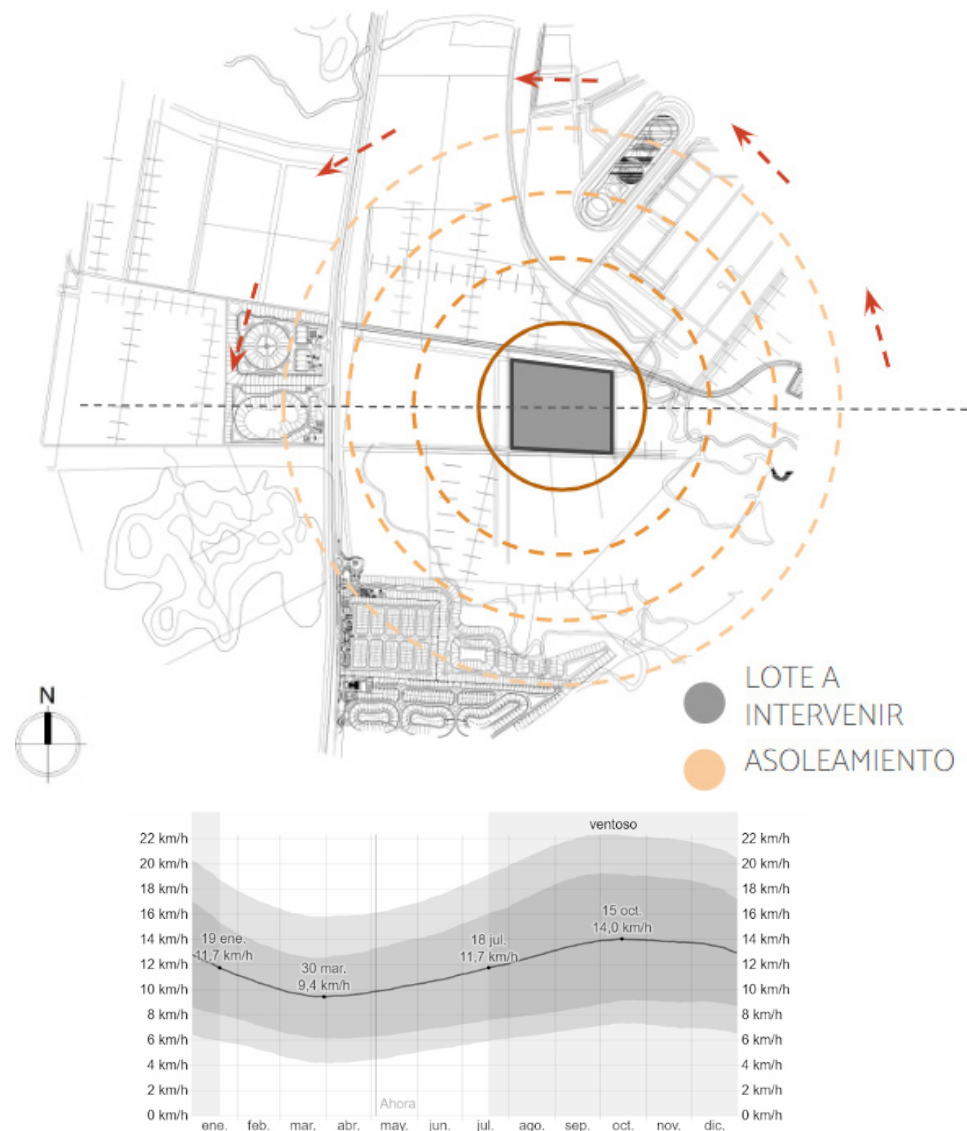 N
LOTE A
INTERVENIR
ASOLEAMIENTO
ventoso
22 km/h
20 km/h
18 km/h
16 km/h
14 km/h
12 km/h
10 km/h
8 km/h
6 km/h
4 km/h
2 km/h
0 km/h
19 ene.
11,7 km/h
30 mar.
9,4 km/h
18 jul.
11,7 km/h
15 oct.
14,0 km/h
Ahora
22 km/h
20 km/h
18 km/h
16 km/h
14 km/h
12 km/h
10 km/h
8 km/h
6 km/h
4 km/h
2 km/h
0 km/h
ene. feb. mar. abr. may. jun. jul. ago. sep. oct. nov. dic.